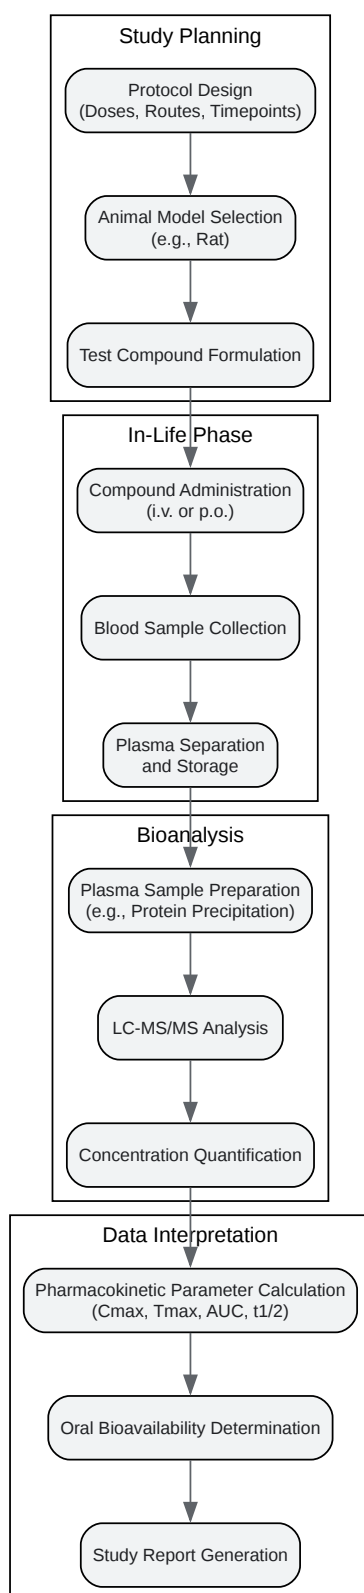 Study Planning
Protocol Design
(Doses, Routes, Timepoints)
Animal Model Selection
(e.g., Rat)
Test Compound Formulation
In-Life Phase
Compound Administration
(i.v. or p.o.)
Blood Sample Collection
Plasma Separation
and Storage
Bioanalysis
Plasma Sample Preparation
(e.g., Protein Precipitation)
LC-MS/MS Analysis
Concentration Quantification
Data Interpretation
Pharmacokinetic Parameter Calculation
(Cmax, Tmax, AUC, t1/2)
Oral Bioavailability Determination
Study Report Generation